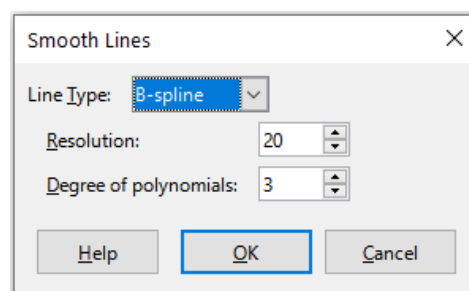 Smooth Lines
Line Type: B-spline
Resolution: 20
Degree of polynomials: 3
Help OK Cancel